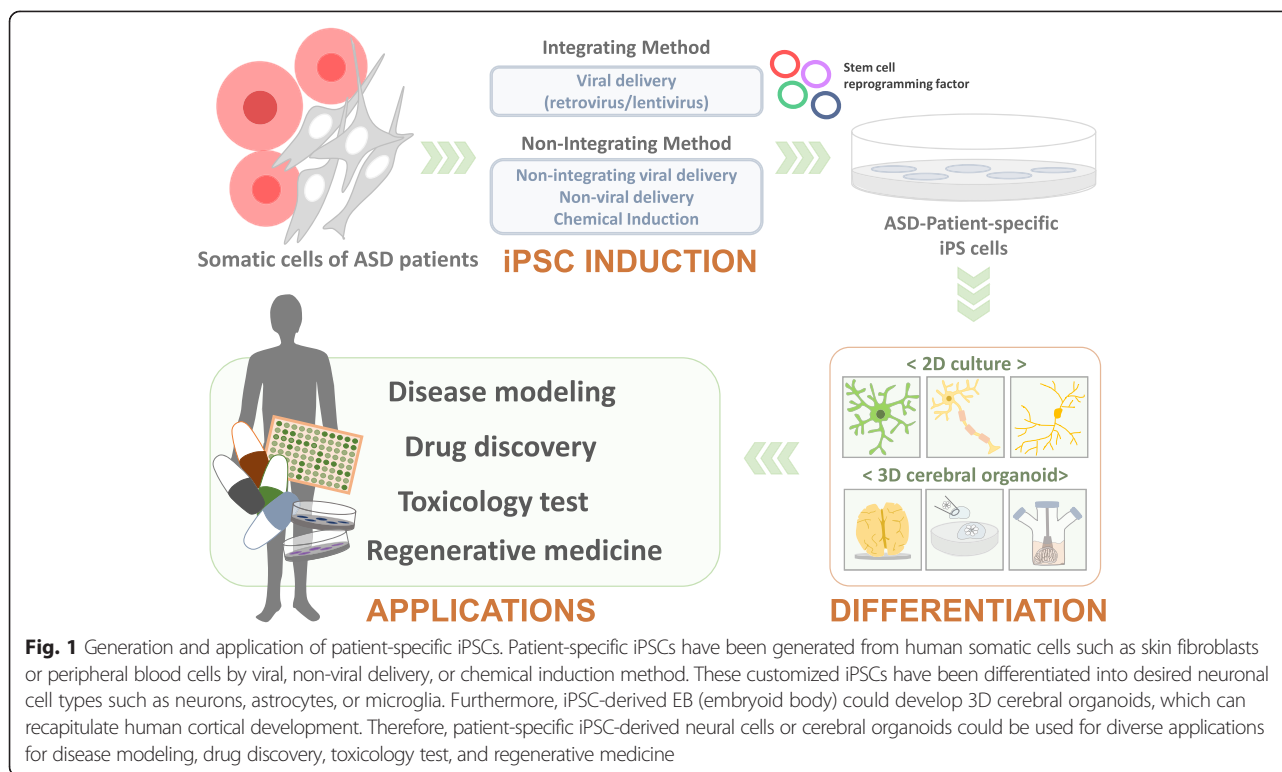 Integrating Method
Viral delivery
(retrovirus/lentivirus)
Stem cell
reprogramming factor
Non-Integrating Method
Non-integrating viral delivery
Non-viral delivery
Chemical Induction
Somatic cells of ASD patients
iPSC INDUCTION
ASD-Patient-specific
iPS cells
< 2D culture >
< 3D cerebral organoid>
DIFFERENTIATION
Disease modeling
Drug discovery
Toxicology test
Regenerative medicine
APPLICATIONS
Fig. 1 Generation and application of patient-specific iPSCs. Patient-specific iPSCs have been generated from human somatic cells such as skin fibroblasts
or peripheral blood cells by viral, non-viral delivery, or chemical induction method. These customized iPSCs have been differentiated into desired neuronal
cell types such as neurons, astrocytes, or microglia. Furthermore, iPSC-derived EB (embryoid body) could develop 3D cerebral organoids, which can
recapitulate human cortical development. Therefore, patient-specific iPSC-derived neural cells or cerebral organoids could be used for diverse applications
for disease modeling, drug discovery, toxicology test, and regenerative medicine